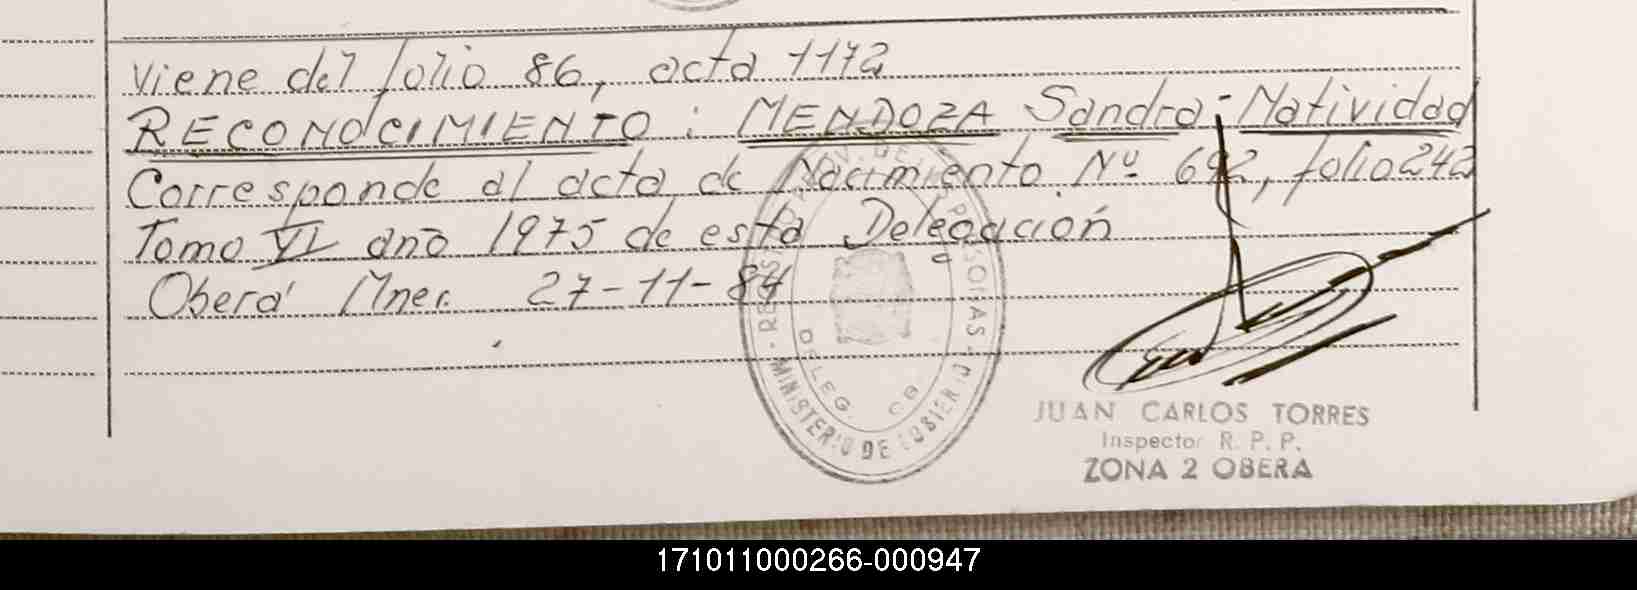 Viene del folio 86, acta 1172
RECONOCIMIENTO : MENDOZA Sandra - Natividad
Corresponde al acta de Nacimiento Nº 692, folio 242
Tomo VI año 1975 de esta Delegación
Oberá Mnes. 27-11-84
DELEG.
MINISTERIO DE GOBIERNO
JUAN CARLOS TORRES
Inspector R. P. P.
ZONA 2 OBERA
171011000266-000947